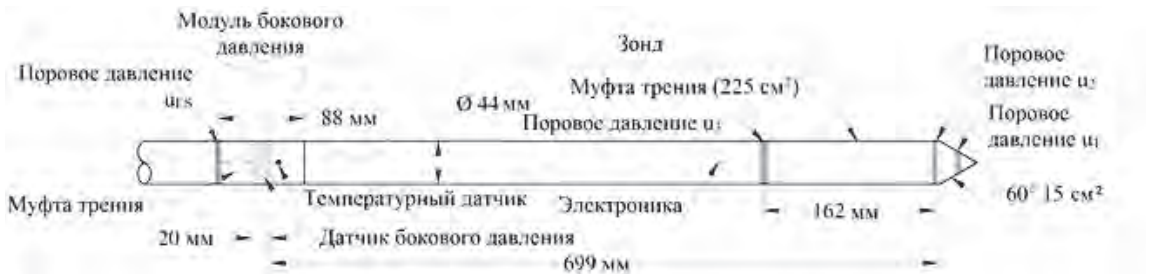 Модуль бокового
давления
Зонд
Поровое давление
u_LS
Поровое
давление u₂
Муфта трения (225 см²)
Ø 44 мм
88 мм
Поровое давление u₃
Поровое
давление u₁
Муфта трения
Температурный датчик
Электроника
60° 15 см²
162 мм
20 мм
Датчик бокового давления
699 мм